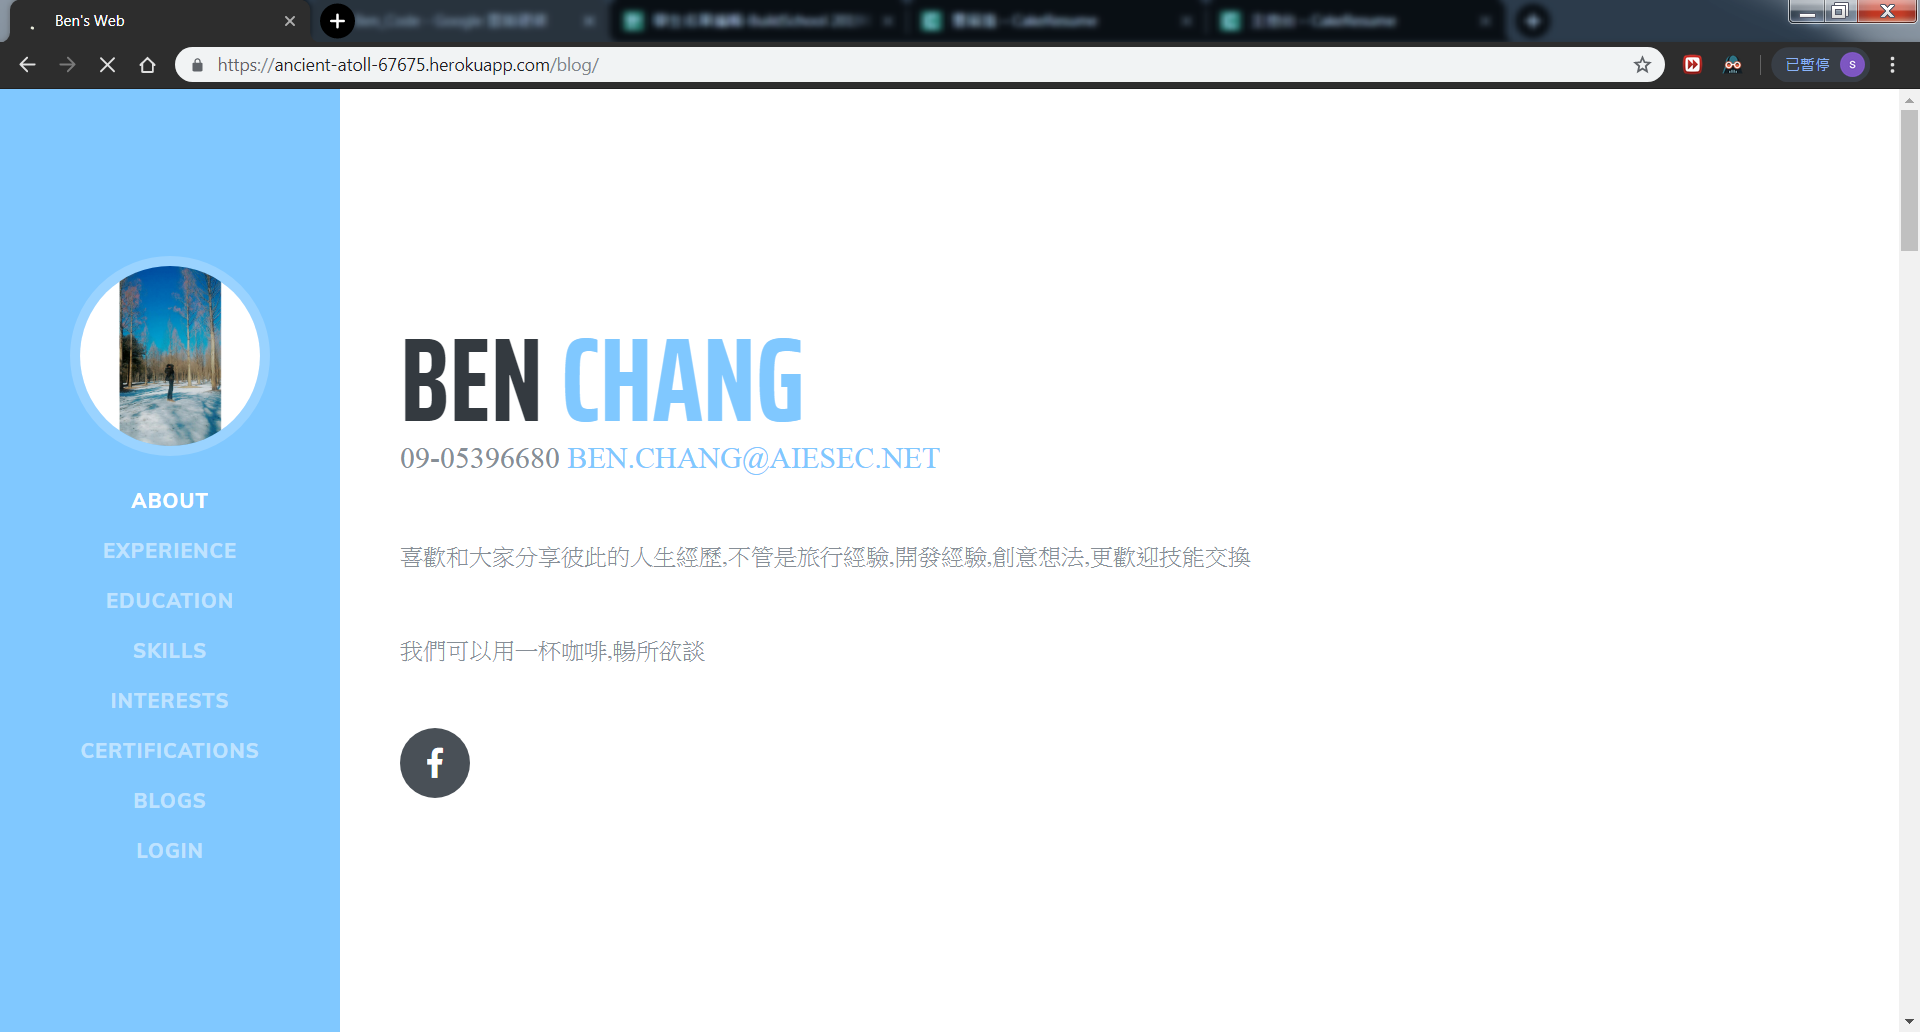 Ben's Web
https://ancient-atoll-67675.herokuapp.com/blog/
已暫停
s
ABOUT
EXPERIENCE
EDUCATION
SKILLS
INTERESTS
CERTIFICATIONS
BLOGS
LOGIN
BEN CHANG
09-05396680 BEN.CHANG@AIESEC.NET
喜歡和大家分享彼此的人生經歷,不管是旅行經驗,開發經驗,創意想法,更歡迎技能交換
我們可以用一杯咖啡,暢所欲談